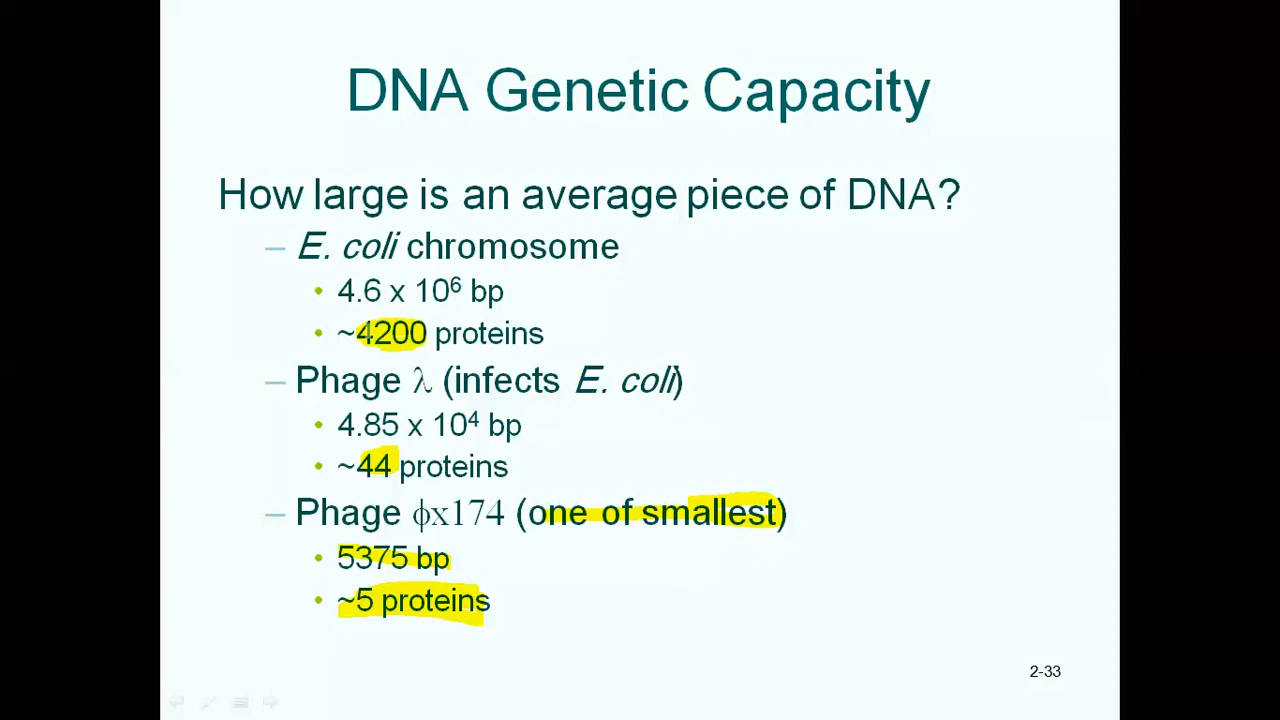 DNA Genetic Capacity
How large is an average piece of DNA?
– E. coli chromosome
• 4.6 x 10⁶ bp
• ~4200 proteins
– Phage λ (infects E. coli)
• 4.85 x 10⁴ bp
• ~44 proteins
– Phage ϕx174 (one of smallest)
• 5375 bp
• ~5 proteins
2-33